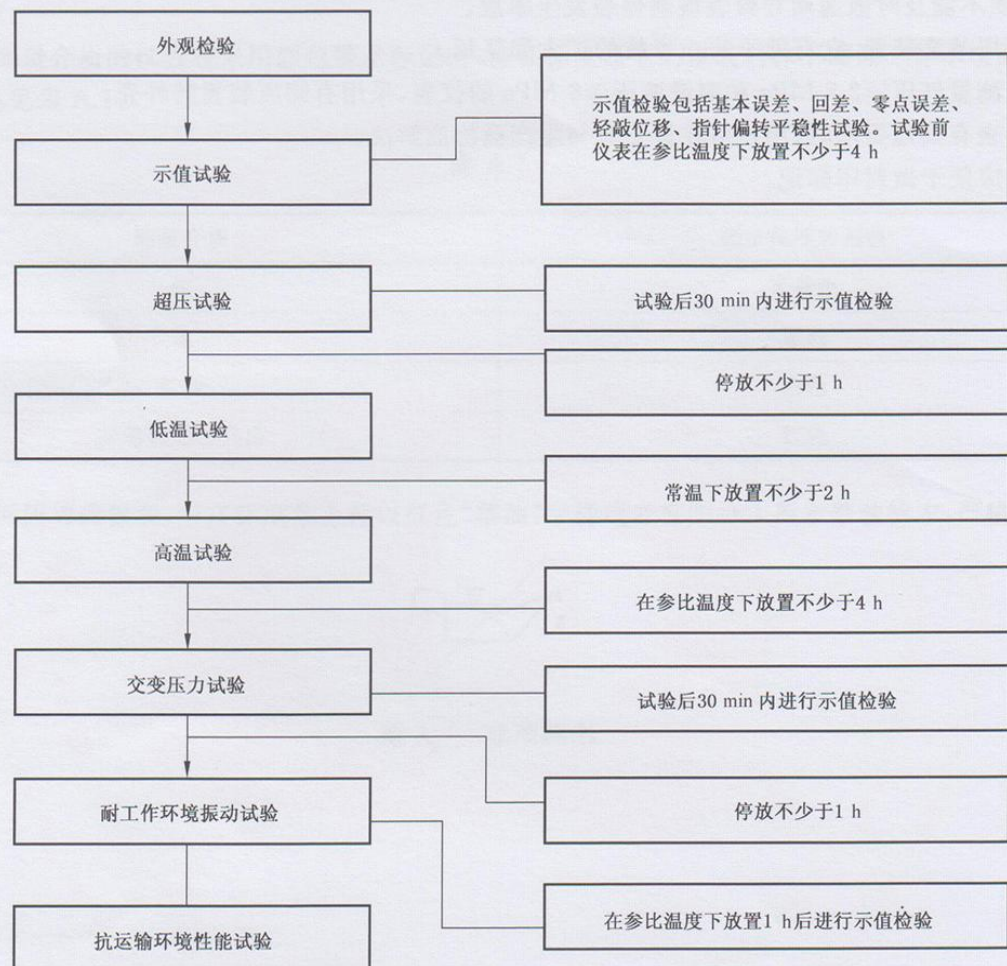 外观检验
示值检验包括基本误差、回差、零点误差、
轻敲位移、指针偏转平稳性试验。试验前
仪表在参比温度下放置不少于4 h
示值试验
超压试验
试验后30 min 内进行示值检验
停放不少于1 h
低温试验
常温下放置不少于2 h
高温试验
在参比温度下放置不少于4 h
交变压力试验
试验后30 min 内进行示值检验
耐工作环境振动试验
停放不少于1 h
抗运输环境性能试验
在参比温度下放置1 h后进行示值检验